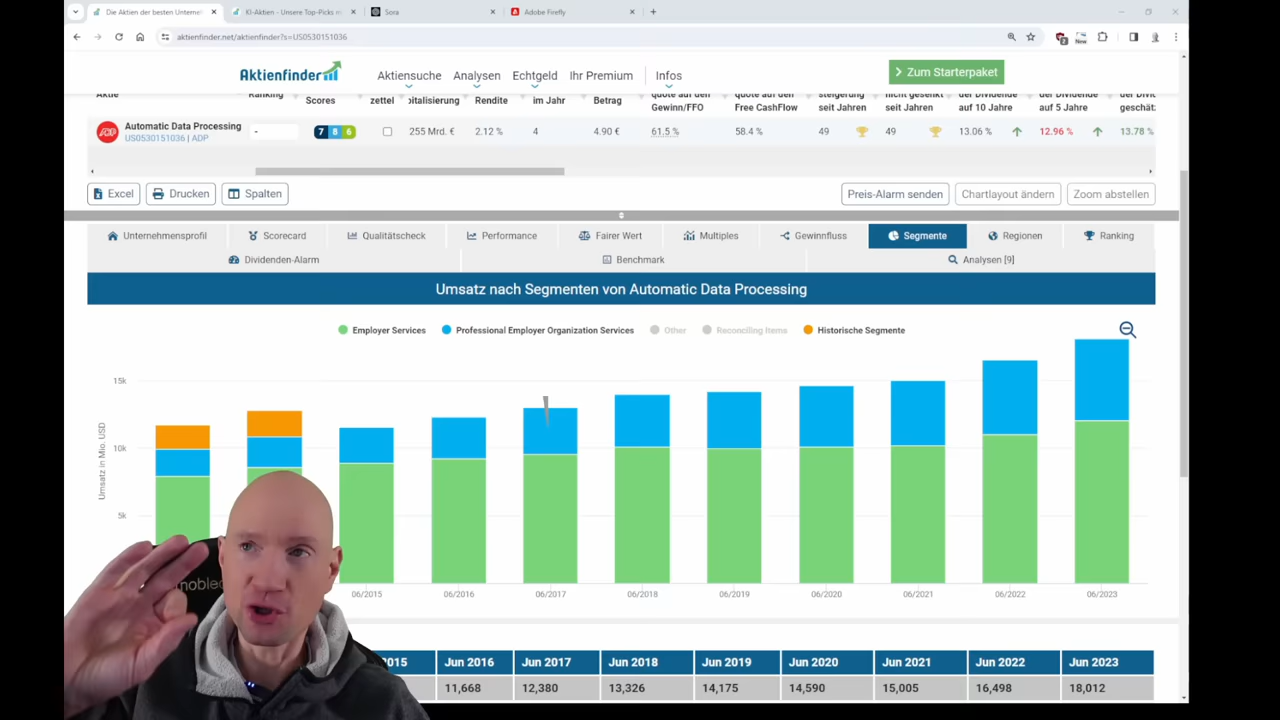 Die Aktien der besten Unterneh
KI-Aktien - Unsere Top-Picks
Sora
Adobe Firefly
aktienfinder.net/aktienfinder?s=US0530151036
New
Aktienfinder
Aktiensuche
Analysen
Echtgeld
Ihr Premium
Infos
Zum Starterpaket
Aktie
Ranking
Scores
zettel
italisierung
Rendite
im Jahr
Betrag
quote auf den
Gewinn/FFO
quote auf den
Free CashFlow
steigerung
seit Jahren
nicht gesenkt
seit Jahren
der Dividende
auf 10 Jahre
der Dividende
auf 5 Jahre
der Divid
geschät:
Automatic Data Processing
US0530151036 | ADP
-
7 8 6
255 Mrd. €
2.12 %
4
4.90 €
61.5 %
58.4 %
49
49
13.06 %
12.96 %
13.78 %
Excel
Drucken
Spalten
Preis-Alarm senden
Chartlayout ändern
Zoom abstellen
Unternehmensprofil
Scorecard
Qualitätscheck
Performance
Fairer Wert
Multiples
Gewinnfluss
Segmente
Regionen
Ranking
Dividenden-Alarm
Benchmark
Analysen [9]
Umsatz nach Segmenten von Automatic Data Processing
Employer Services
Professional Employer Organization Services
Other
Reconciling Items
Historische Segmente
Umsatz in Mio. USD
15k
10k
5k
06/2015
06/2016
06/2017
06/2018
06/2019
06/2020
06/2021
06/2022
06/2023
noble
015
Jun 2016
Jun 2017
Jun 2018
Jun 2019
Jun 2020
Jun 2021
Jun 2022
Jun 2023
11,668
12,380
13,326
14,175
14,590
15,005
16,498
18,012